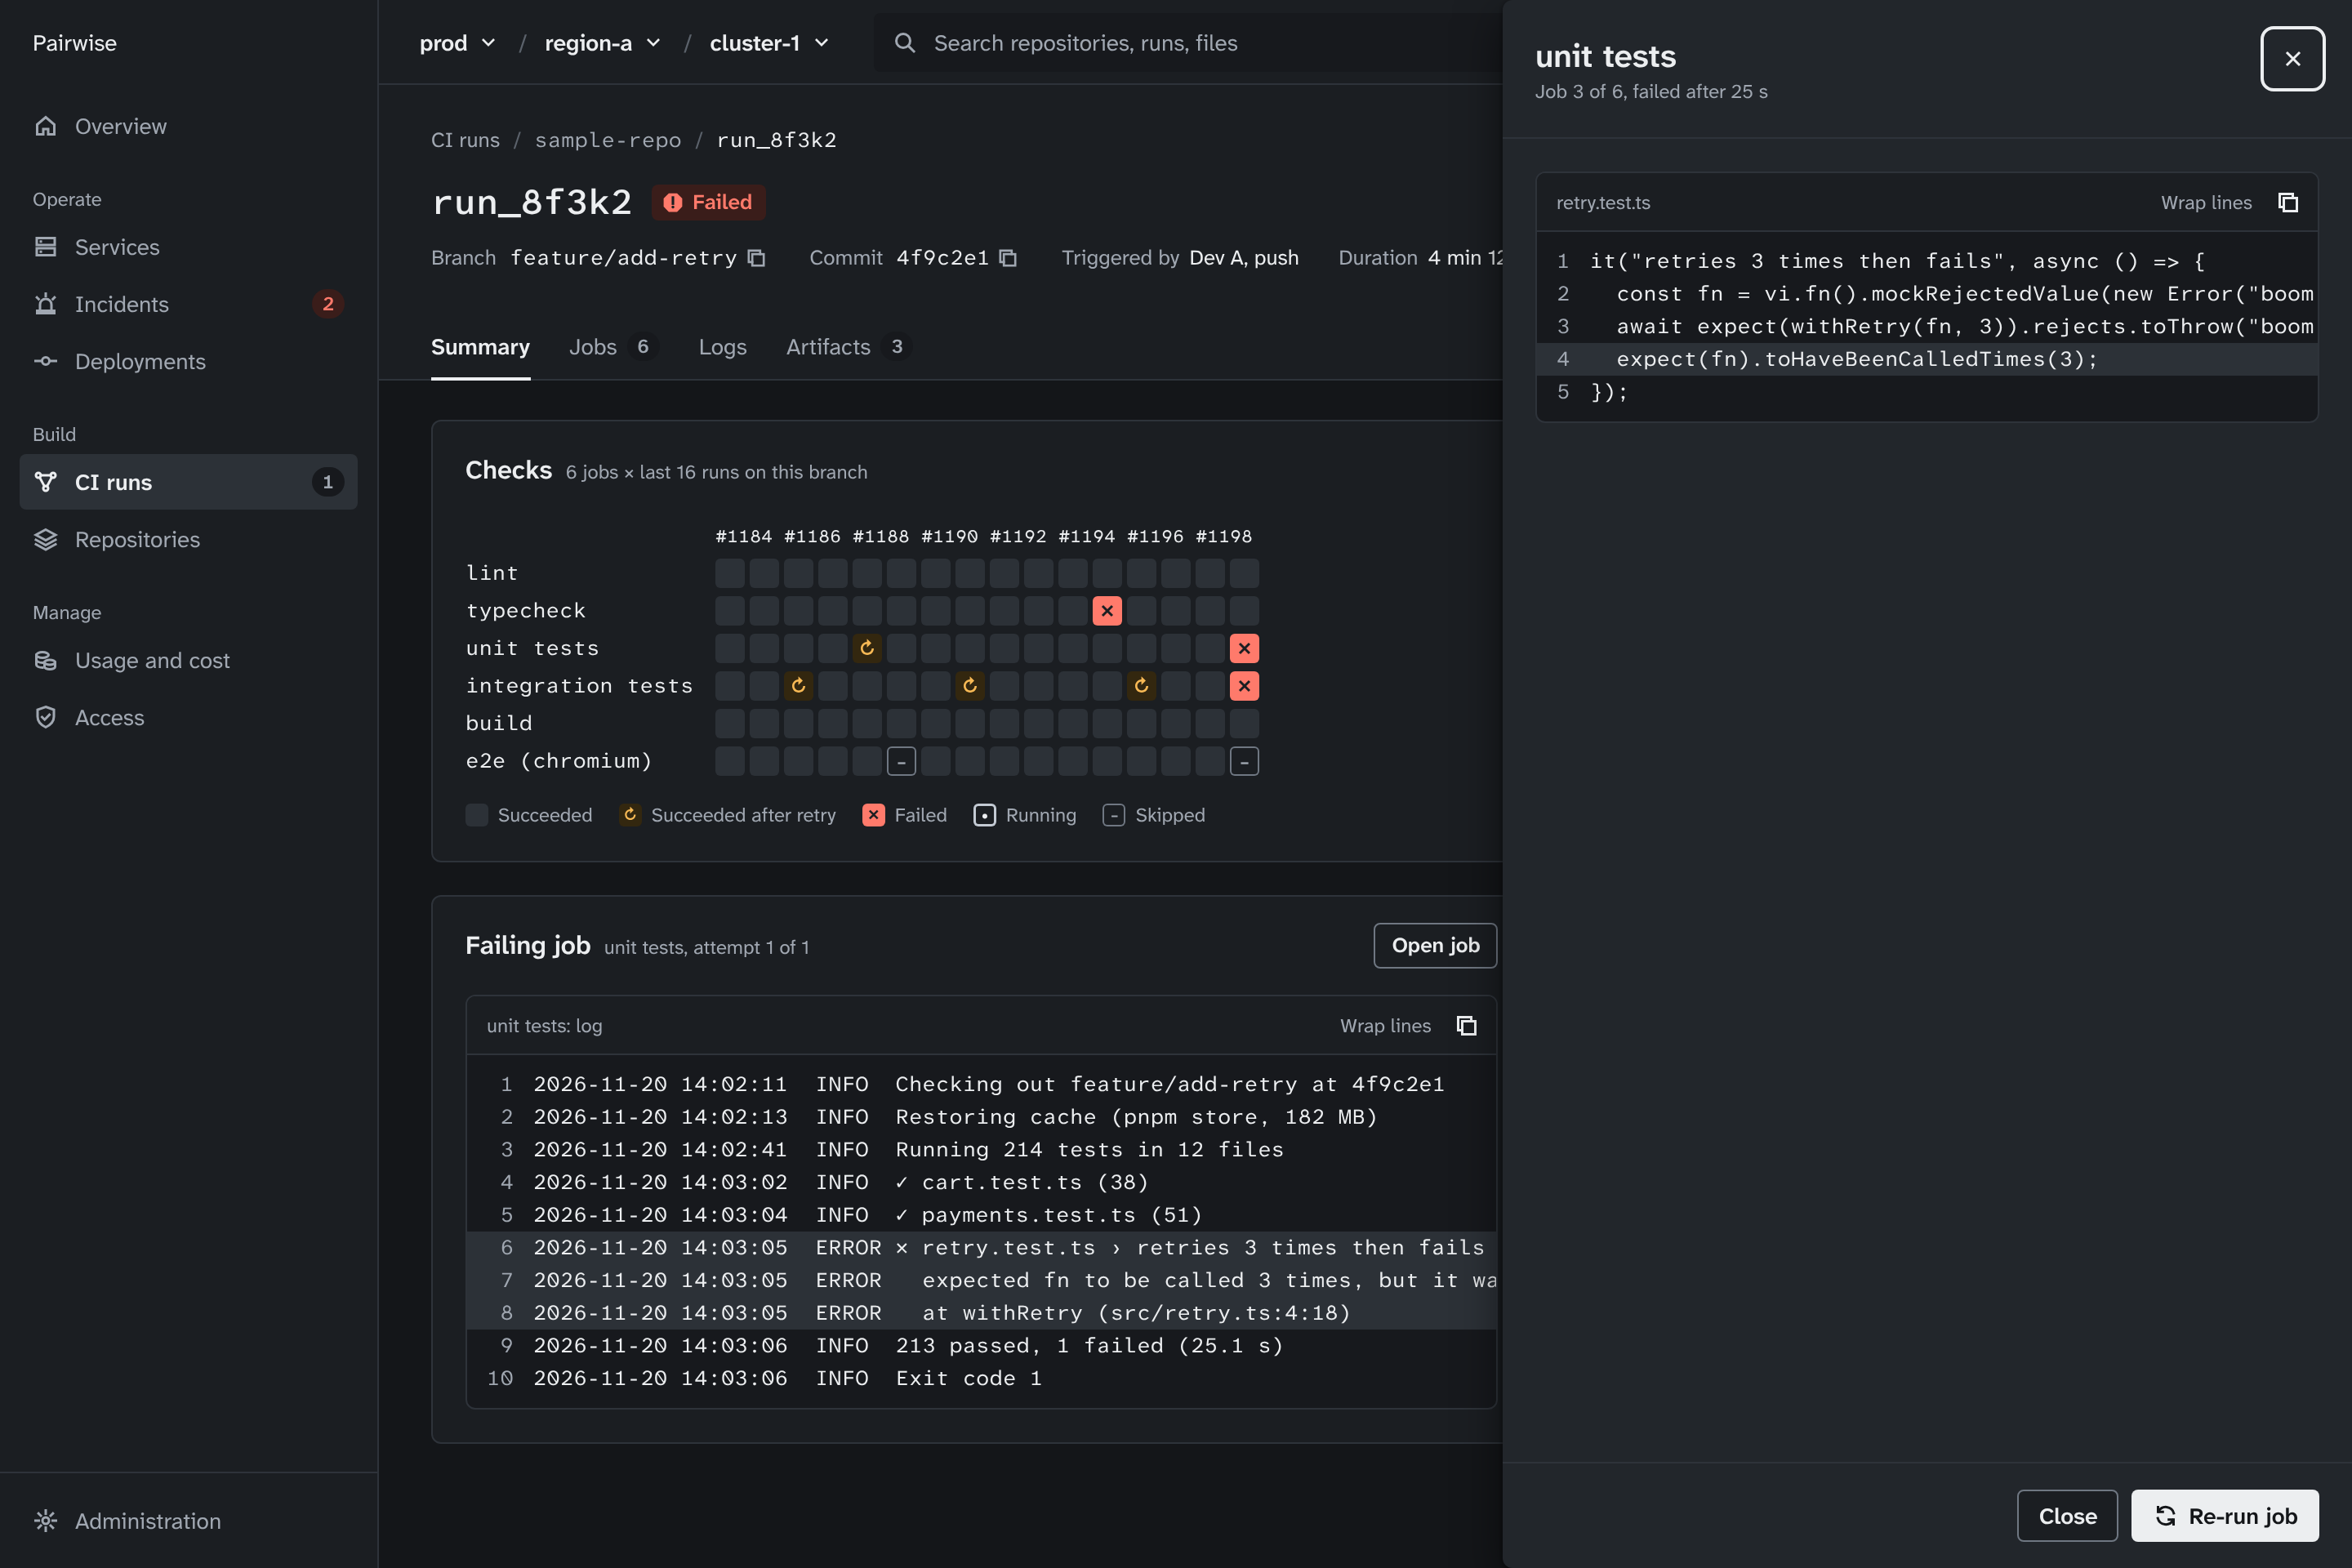 Pairwise
Overview
Operate
Services
Incidents 2
Deployments
Build
CI runs 1
Repositories
Manage
Usage and cost
Access
Administration
prod / region-a / cluster-1
Search repositories, runs, files
CI runs / sample-repo / run_8f3k2
run_8f3k2 Failed
Branch feature/add-retry Commit 4f9c2e1 Triggered by Dev A, push Duration 4 min 12
Summary Jobs 6 Logs Artifacts 3
Checks 6 jobs × last 16 runs on this branch
#1184 #1186 #1188 #1190 #1192 #1194 #1196 #1198
lint
typecheck
unit tests
integration tests
build
e2e (chromium)
Succeeded Succeeded after retry Failed Running Skipped
Failing job unit tests, attempt 1 of 1
Open job
unit tests: log Wrap lines
1 2026-11-20 14:02:11 INFO Checking out feature/add-retry at 4f9c2e1
2 2026-11-20 14:02:13 INFO Restoring cache (pnpm store, 182 MB)
3 2026-11-20 14:02:41 INFO Running 214 tests in 12 files
4 2026-11-20 14:03:02 INFO ✓ cart.test.ts (38)
5 2026-11-20 14:03:04 INFO ✓ payments.test.ts (51)
6 2026-11-20 14:03:05 ERROR × retry.test.ts › retries 3 times then fails
7 2026-11-20 14:03:05 ERROR expected fn to be called 3 times, but it wa
8 2026-11-20 14:03:05 ERROR at withRetry (src/retry.ts:4:18)
9 2026-11-20 14:03:06 INFO 213 passed, 1 failed (25.1 s)
10 2026-11-20 14:03:06 INFO Exit code 1
unit tests
Job 3 of 6, failed after 25 s
retry.test.ts Wrap lines
1 it("retries 3 times then fails", async () => {
2 const fn = vi.fn().mockRejectedValue(new Error("boom
3 await expect(withRetry(fn, 3)).rejects.toThrow("boom
4 expect(fn).toHaveBeenCalledTimes(3);
5 });
Close Re-run job